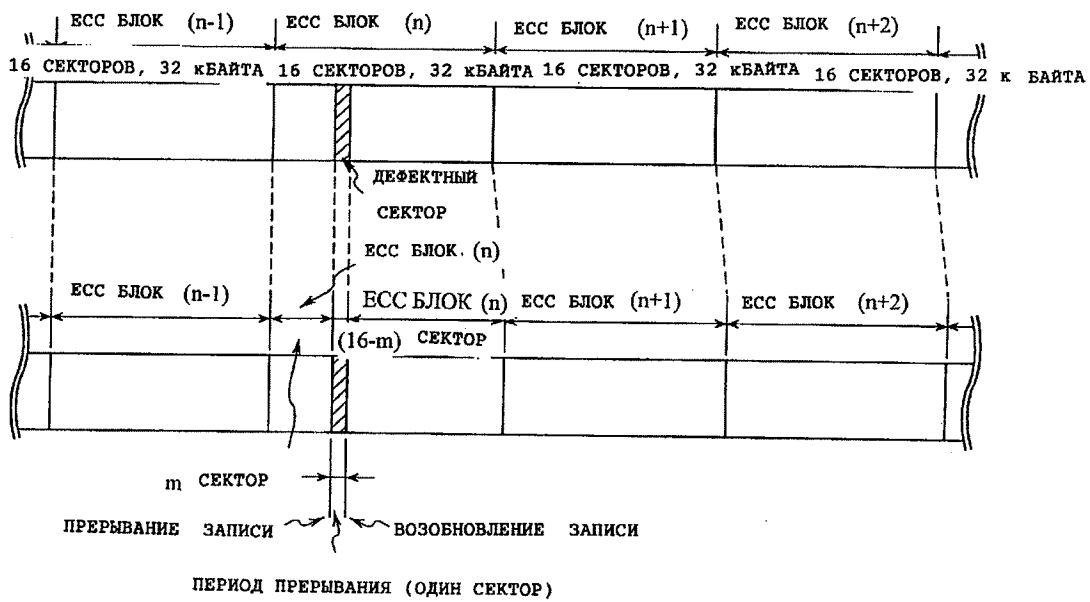 ECC БЛОК (n-1) ECC БЛОК (n) ECC БЛОК (n+1) ECC БЛОК (n+2)
16 СЕКТОРОВ, 32 кБАЙТА 16 СЕКТОРОВ, 32 кБАЙТА 16 СЕКТОРОВ, 32 кБАЙТА 16 СЕКТОРОВ, 32 к БАЙТА
ДЕФЕКТНЫЙ
СЕКТОР
ECC БЛОК. (n)
ECC БЛОК (n-1) ECC БЛОК (n) ECC БЛОК (n+1) ECC БЛОК (n+2)
(16-m) СЕКТОР
m СЕКТОР
ПРЕРЫВАНИЕ ЗАПИСИ ВОЗОБНОВЛЕНИЕ ЗАПИСИ
ПЕРИОД ПРЕРЫВАНИЯ (ОДИН СЕКТОР)